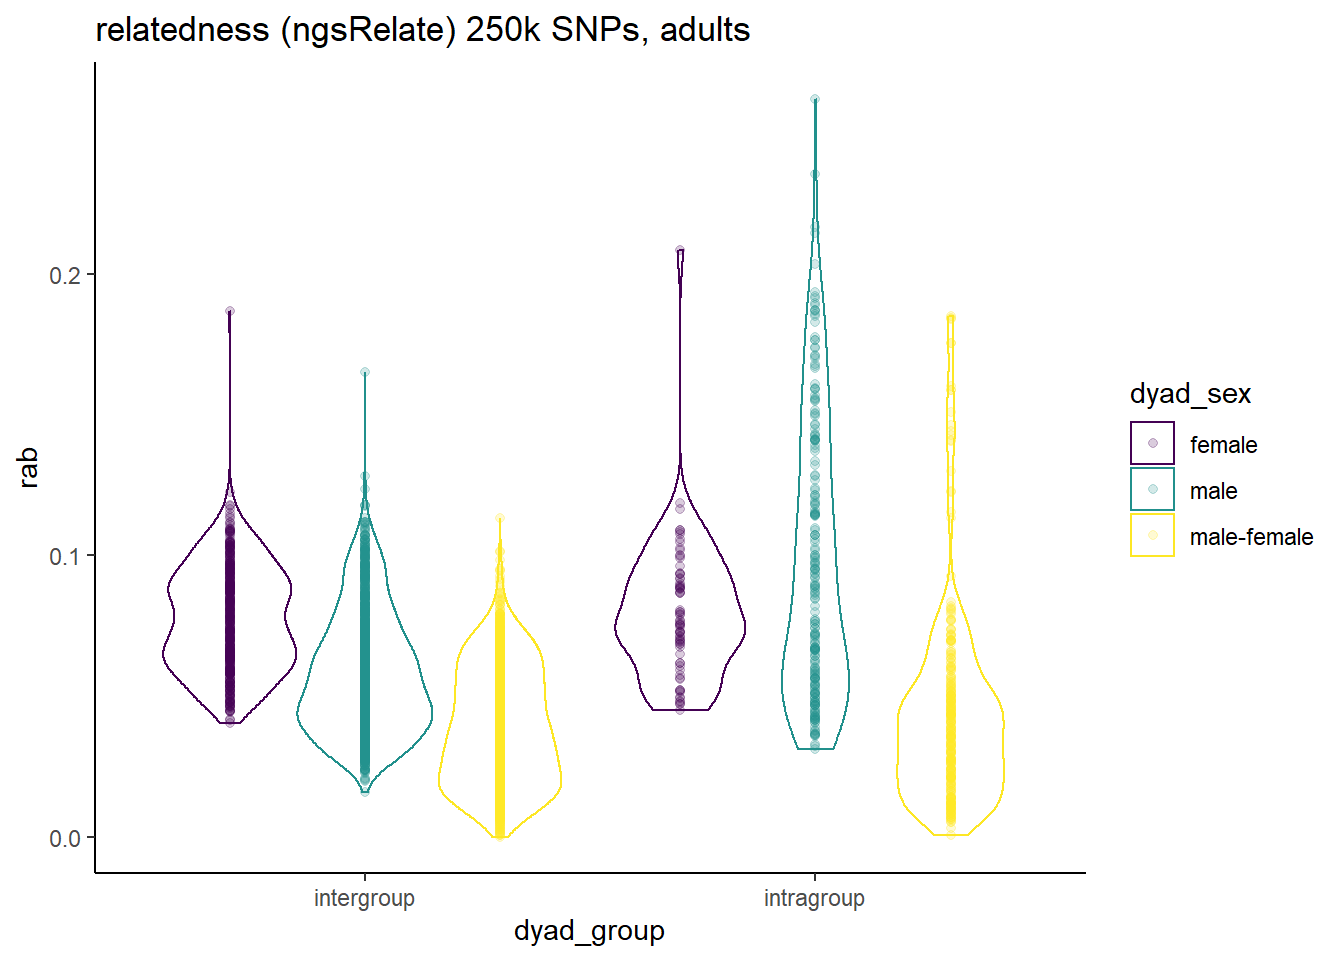 relatedness (ngsRelate) 250k SNPs, adults
rab
0.2
0.1
0.0
intergroup
intragroup
dyad_group
dyad_sex
female
male
male-female